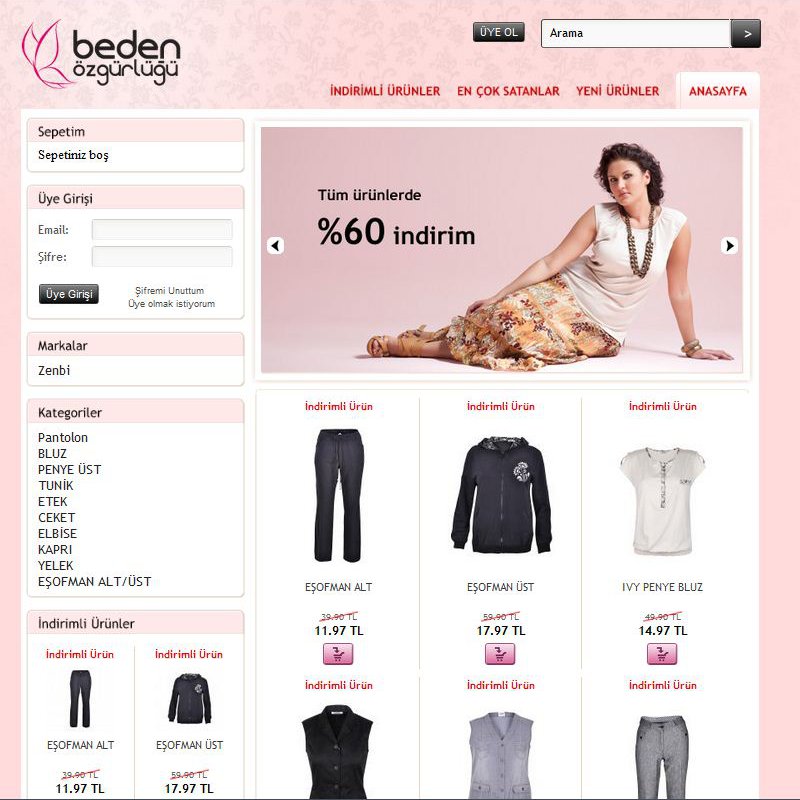 beden
özgürlüğü
ÜYE OL
Arama
>
İNDİRİMLİ ÜRÜNLER
EN ÇOK SATANLAR
YENİ ÜRÜNLER
ANASAYFA
Sepetim
Sepetiniz boş
Üye Girişi
Email:
Şifre:
Üye Girişi
Şifremi Unuttum
Üye olmak istiyorum
Markalar
Zenbi
Kategoriler
Pantolon
BLUZ
PENYE ÜST
TUNİK
ETEK
CEKET
ELBİSE
KAPRI
YELEK
EŞOFMAN ALT/ÜST
İndirimli Ürünler
İndirimli Ürün
İndirimli Ürün
EŞOFMAN ALT
EŞOFMAN ÜST
39.90 TL
59.90 TL
11.97 TL
17.97 TL
Tüm ürünlerde
%60 indirim
İndirimli Ürün
İndirimli Ürün
İndirimli Ürün
EŞOFMAN ALT
EŞOFMAN ÜST
IVY PENYE BLUZ
39.90 TL
59.90 TL
49.90 TL
11.97 TL
17.97 TL
14.97 TL
İndirimli Ürün
İndirimli Ürün
İndirimli Ürün